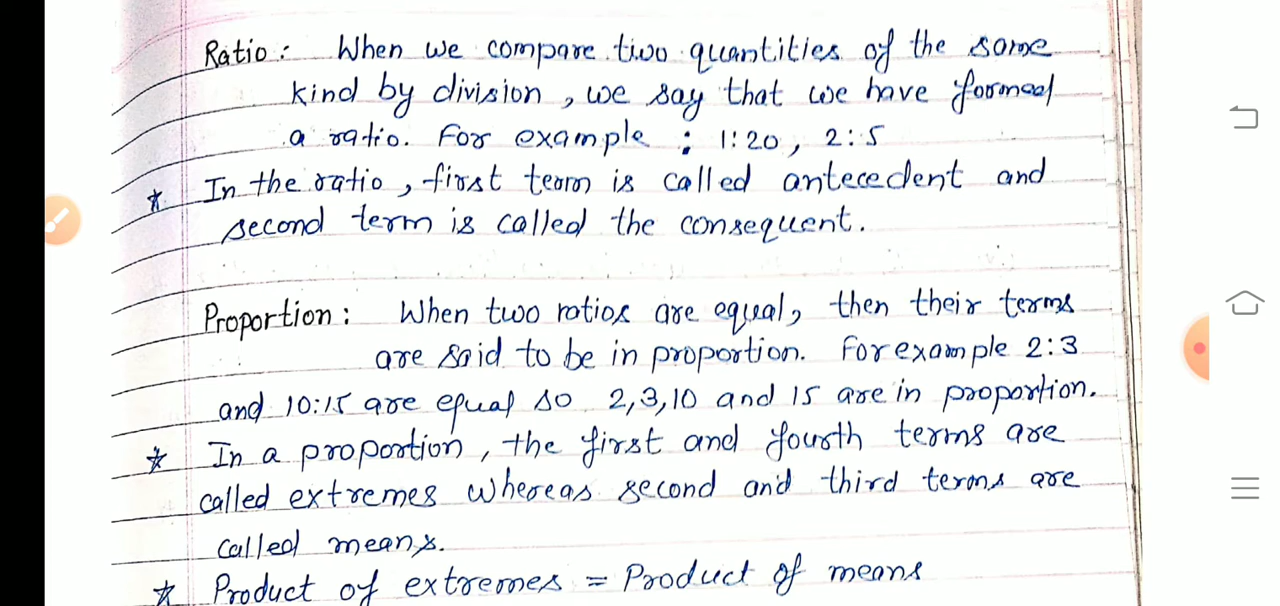 Ratio : When we compare two quantities of the same
kind by division, we say that we have formed
a ratio. For example : 1:20, 2:5
* In the ratio, first term is called antecedent and
second term is called the consequent.
Proportion : When two ratios are equal, then their terms
are said to be in proportion. For example 2:3
and 10:15 are equal so 2,3,10 and 15 are in proportion.
* In a proportion, the first and fourth terms are
called extremes whereas second and third terms are
called means.
* Product of extremes = Product of means